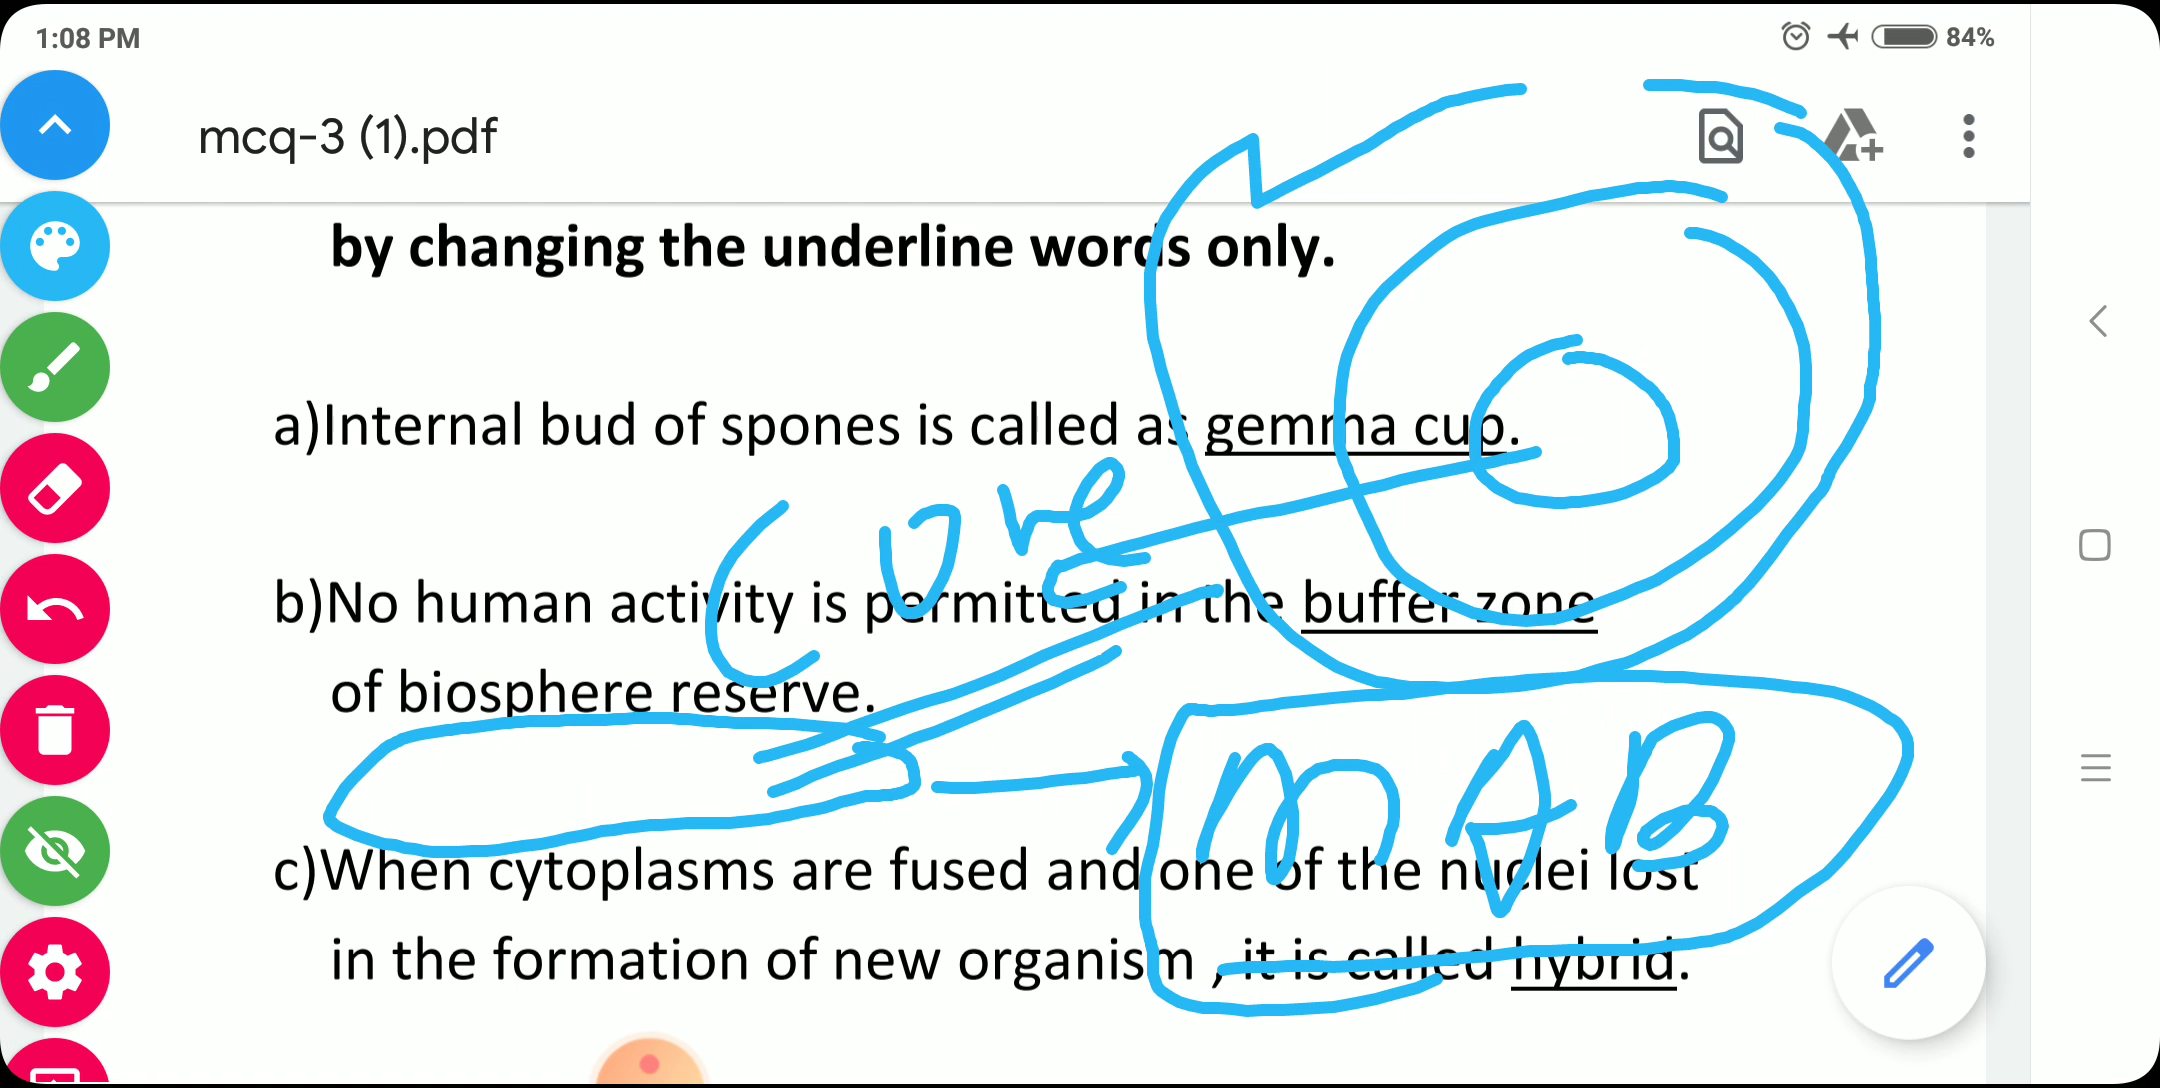 1:08 PM
84%
mcq-3 (1).pdf
by changing the underline words only.
a)Internal bud of spones is called as gemma cup.
Core
b)No human activity is permitted in the buffer zone
of biosphere reserve.
MAB
c)When cytoplasms are fused and one of the nuclei lost
in the formation of new organism , it is called hybrid.